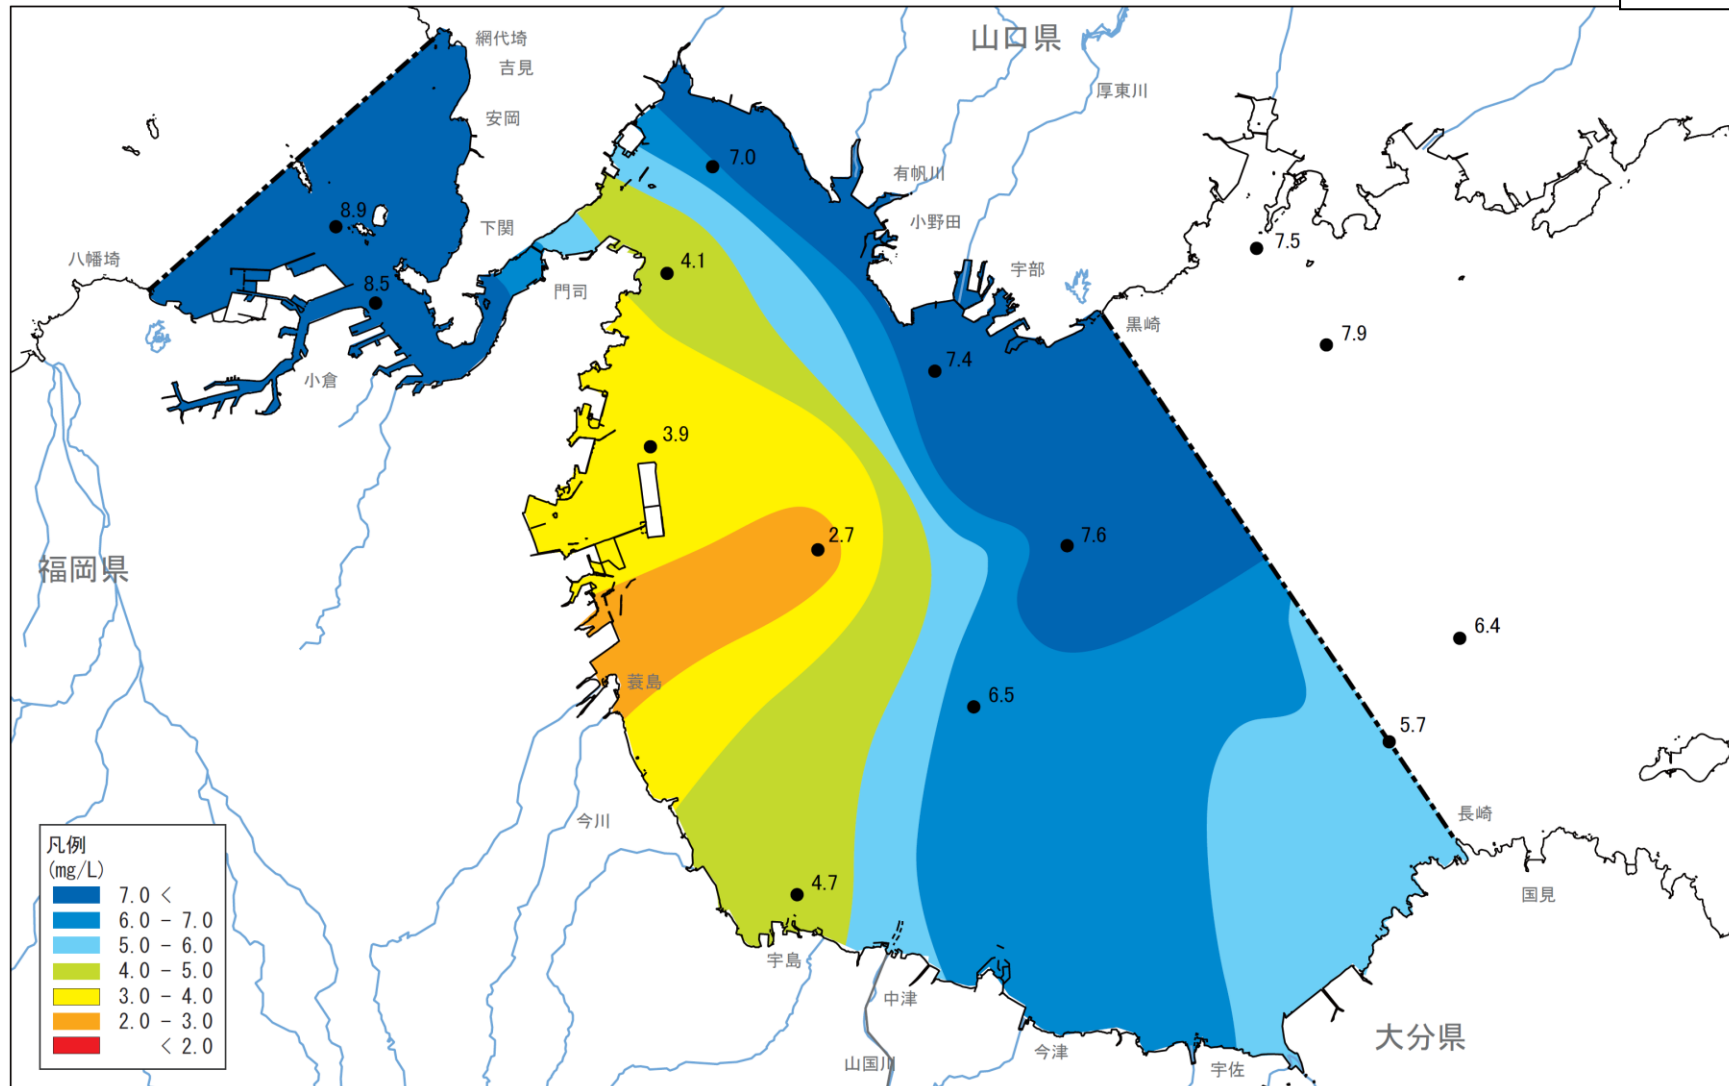 山口県
網代埼
吉見
厚東川
安岡
7.0
有帆川
8.9
小野田
下関
7.5
八幡埼
4.1
宇部
8.5
門司
黒崎
7.9
7.4
小倉
3.9
2.7
7.6
福岡県
6.4
蓑島
6.5
5.7
長崎
今川
凡例
(mg/L)
7.0 <
6.0 - 7.0
5.0 - 6.0
4.0 - 5.0
3.0 - 4.0
2.0 - 3.0
< 2.0
4.7
国見
宇島
中津
大分県
今津
山国川
宇佐